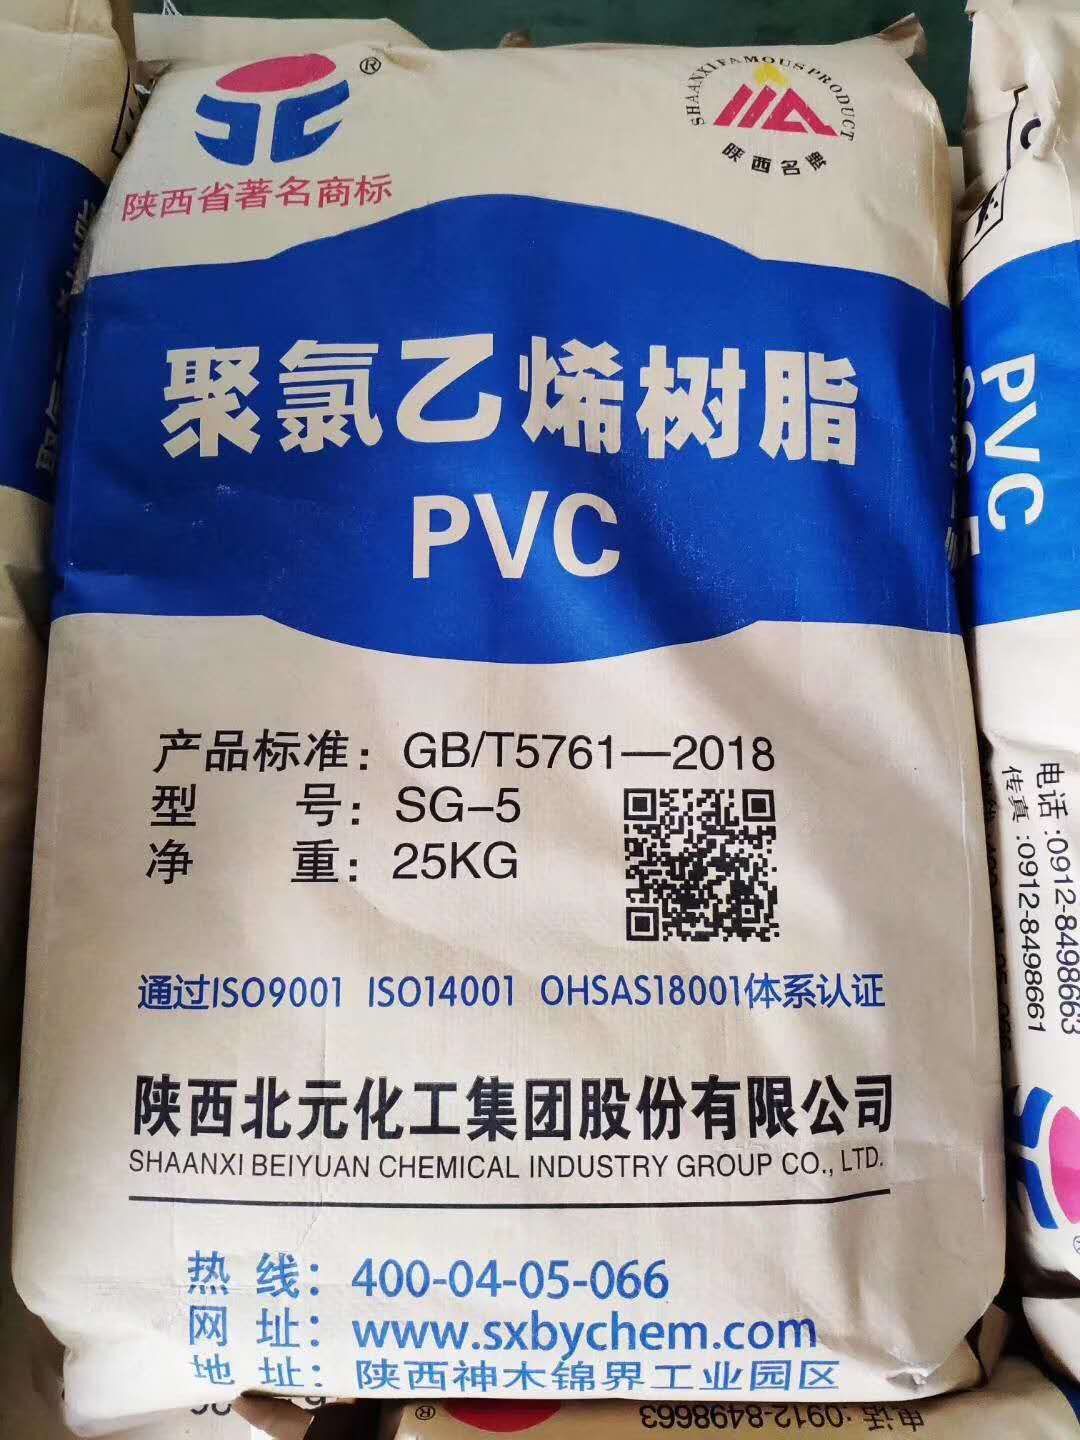 ®
陕西省著名商标
SHAANXI FAMOUS PRODUCT
陕西名牌
聚氯乙烯树脂
PVC
产品标准：GB/T5761—2018
型 号：SG-5
净 重：25KG
通过ISO9001 ISO14001 OHSAS18001体系认证
陕西北元化工集团股份有限公司
SHAANXI BEIYUAN CHEMICAL INDUSTRY GROUP CO., LTD.
热 线：400-04-05-066
网 址：www.sxbychem.com
地 址：陕西神木锦界工业园区
PVC
电话:0912-8498663
传真:0912-8498661
®
电话:0912-8498663